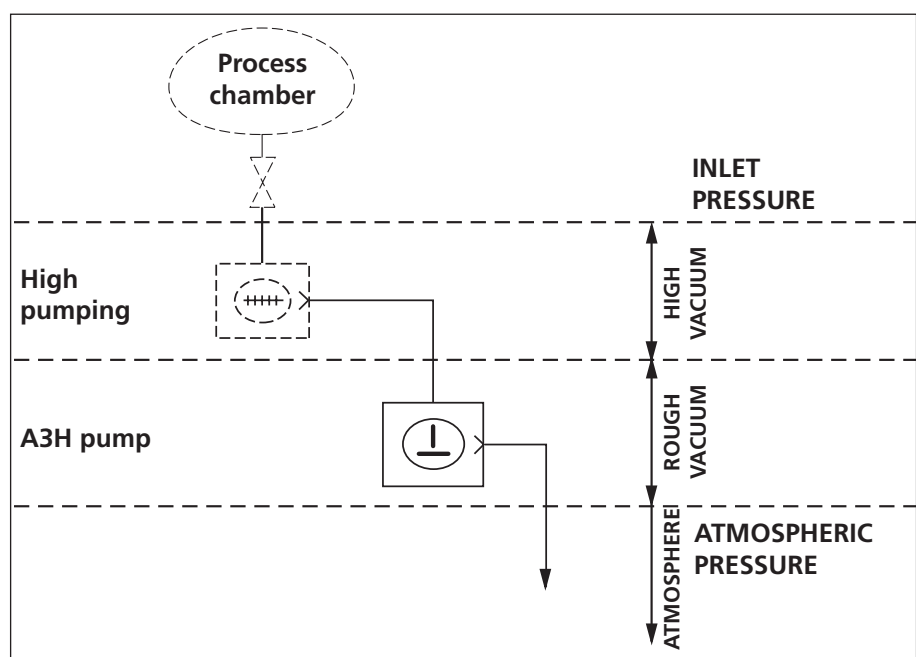 Process
chamber
INLET
PRESSURE
High
pumping
HIGH
VACUUM
A3H pump
ROUGH
VACUUM
ATMOSPHERE
ATMOSPHERIC
PRESSURE